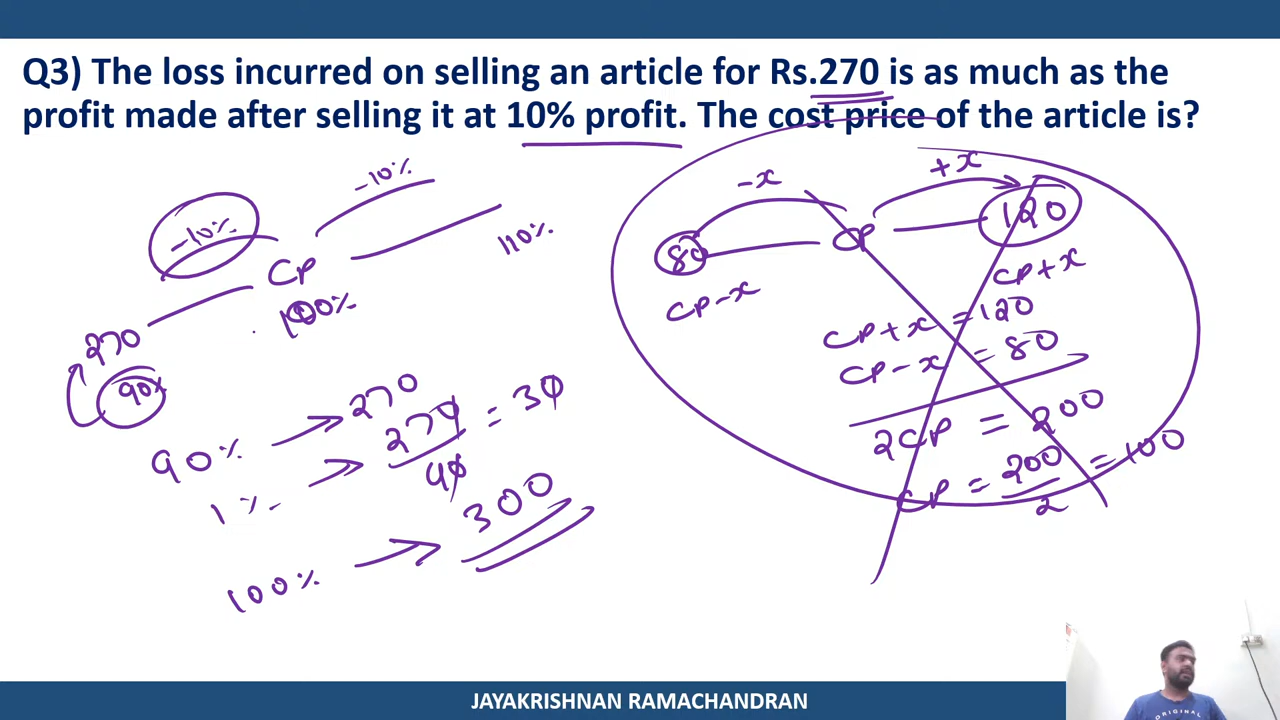 Q3) The loss incurred on selling an article for Rs.270 is as much as the
profit made after selling it at 10% profit. The cost price of the article is?
-10%
-10%
CP
110%
100%
270
90%
90% → 270
1% → 270/90 = 30
100% → 300
-x
+x
80
CP
120
CP-x
CP+x
CP+x = 120
CP-x = 80
2CP = 200
CP = 200/2 = 100
JAYAKRISHNAN RAMACHANDRAN
ORIGINAL